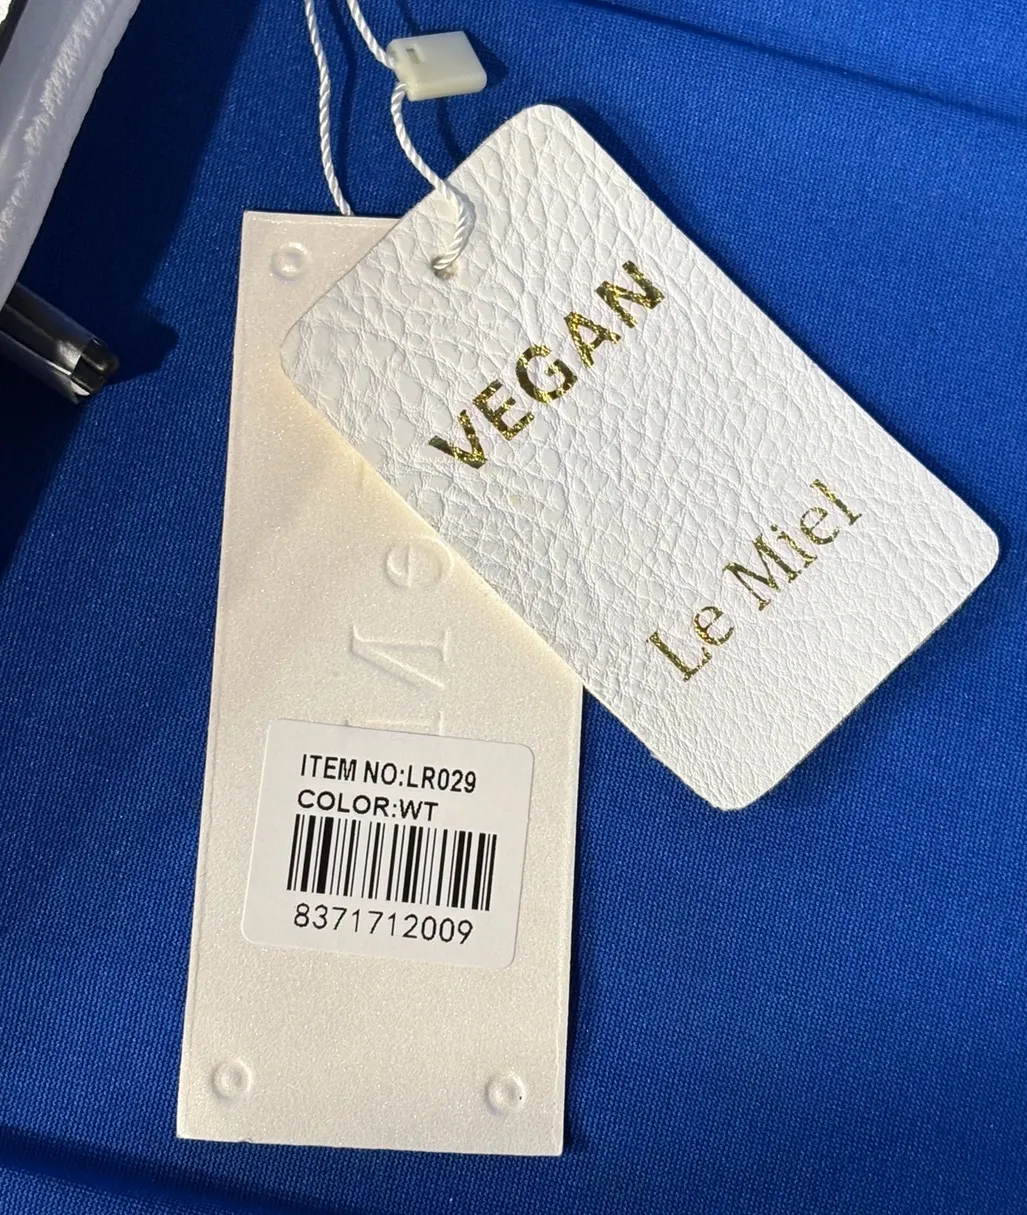 VEGAN
Le Miel
ITEM NO:LR029
COLOR:WT
8371712009